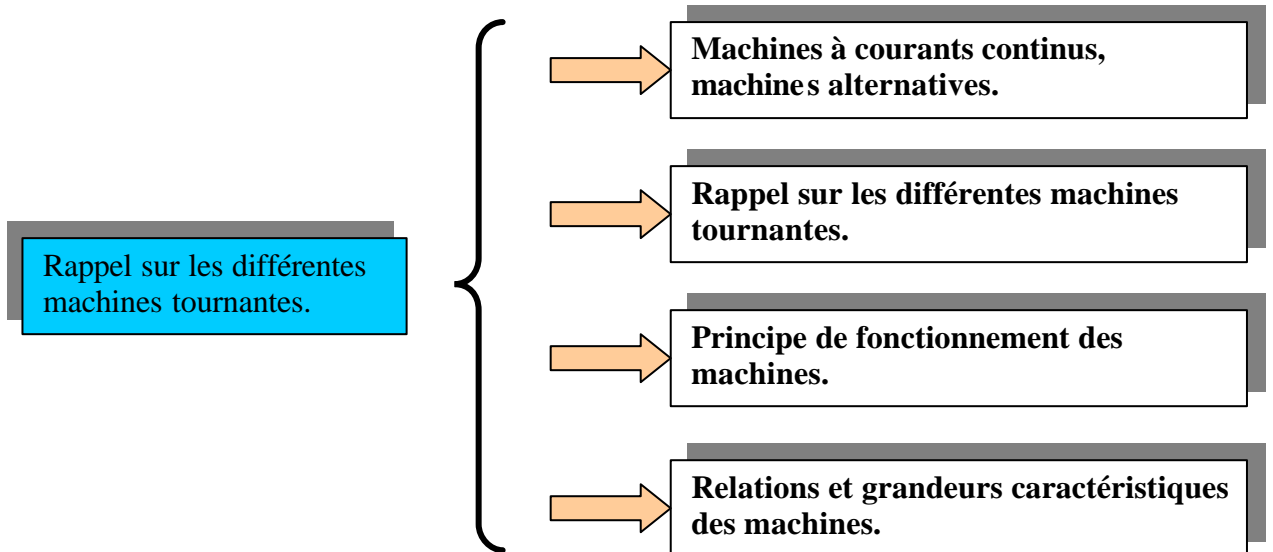 Rappel sur les différentes
machines tournantes.
Machines à courants continus,
machines alternatives.
Rappel sur les différentes machines
tournantes.
Principe de fonctionnement des
machines.
Relations et grandeurs caractéristiques
des machines.